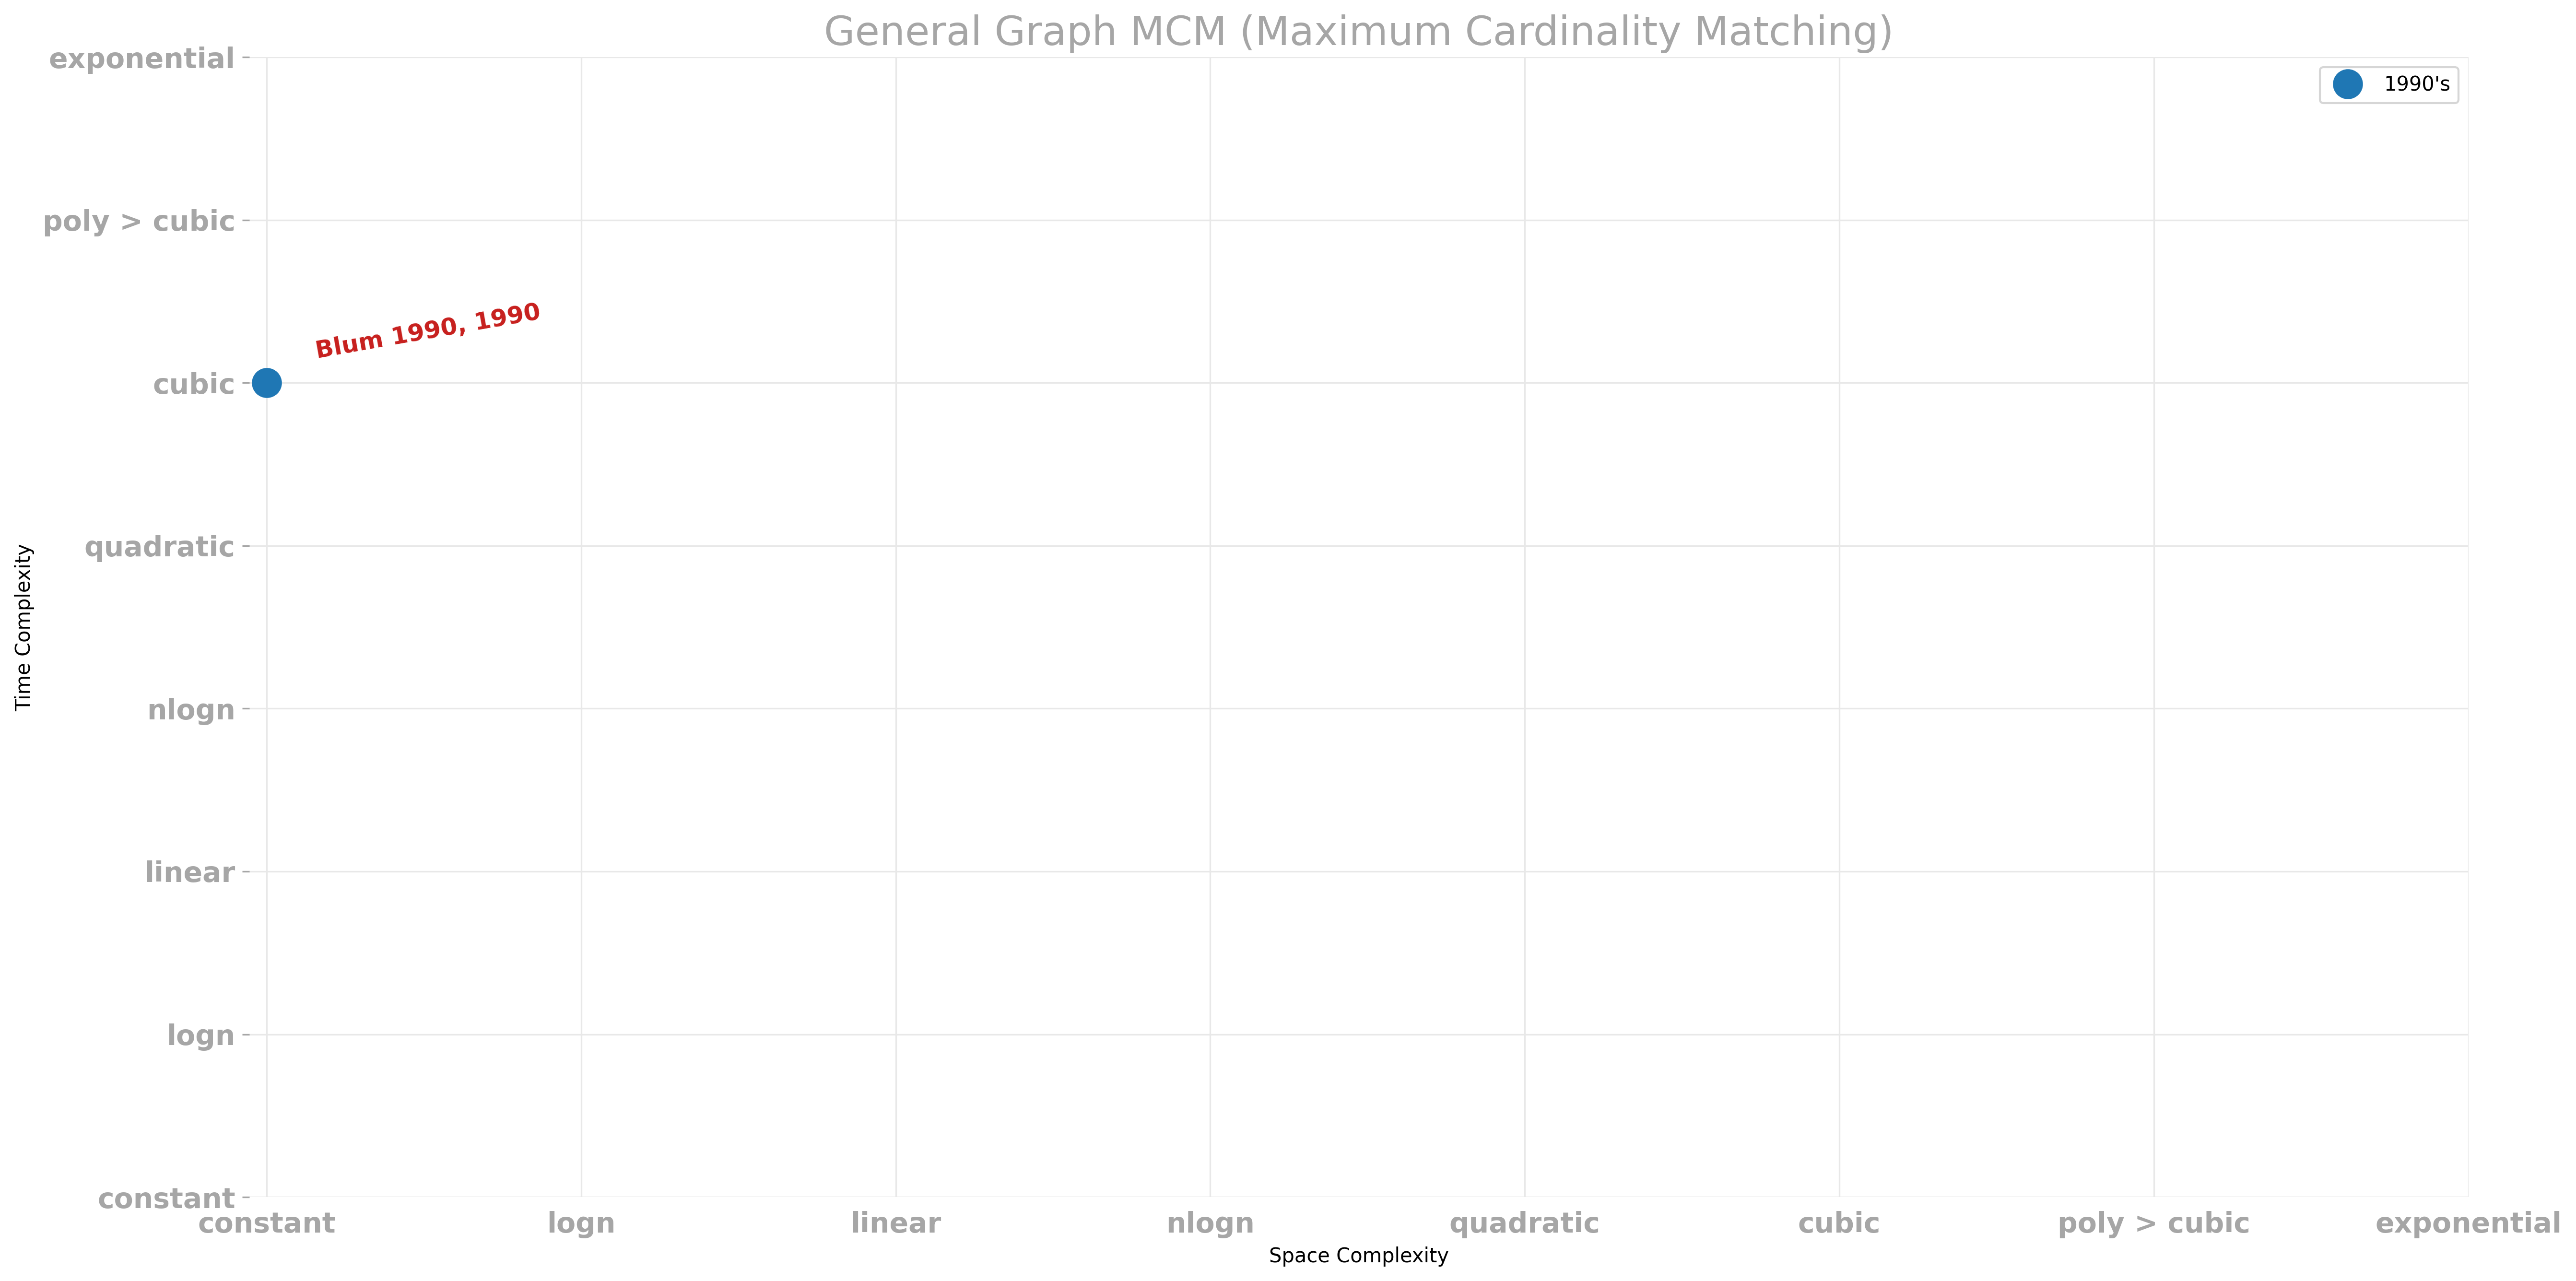 General Graph MCM (Maximum Cardinality Matching)
exponential
1990's
poly > cubic
Blum 1990, 1990
cubic
quadratic
Time Complexity
nlogn
linear
logn
constant
constant
logn
linear
nlogn
quadratic
cubic
poly > cubic
exponential
Space Complexity